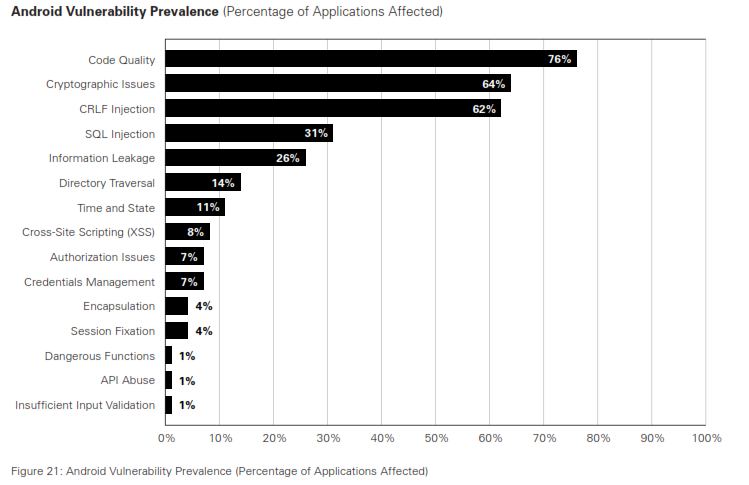 Android Vulnerability Prevalence (Percentage of Applications Affected)
Code Quality 76%
Cryptographic Issues 64%
CRLF Injection 62%
SQL Injection 31%
Information Leakage 26%
Directory Traversal 14%
Time and State 11%
Cross-Site Scripting (XSS) 8%
Authorization Issues 7%
Credentials Management 7%
Encapsulation 4%
Session Fixation 4%
Dangerous Functions 1%
API Abuse 1%
Insufficient Input Validation 1%
0% 10% 20% 30% 40% 50% 60% 70% 80% 90% 100%
Figure 21: Android Vulnerability Prevalence (Percentage of Applications Affected)